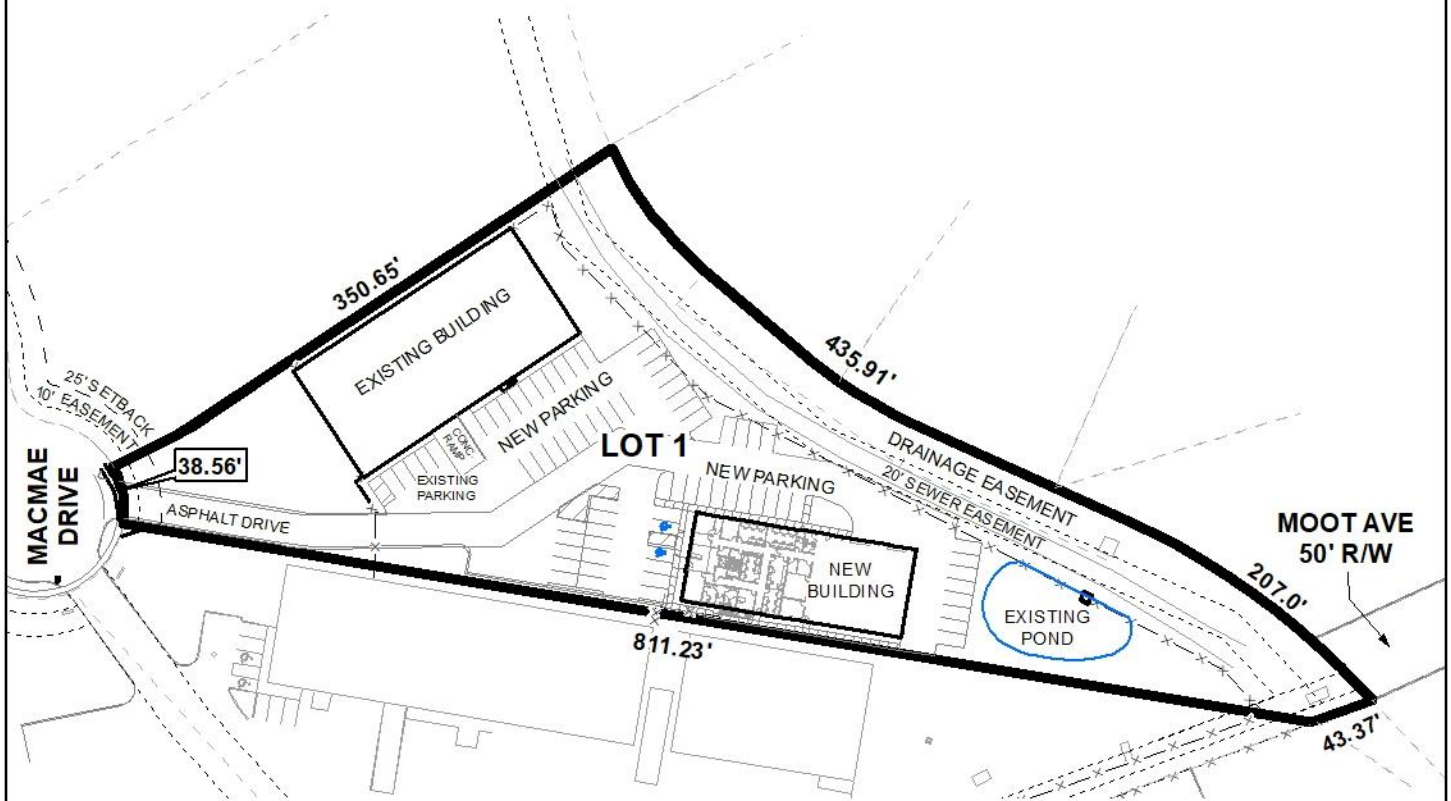 350.65'
EXISTING BUILDING
435.91'
25' SETBACK
10' EASEMENT
NEW PARKING
CONC.
RAMP
LOT 1
38.56'
EXISTING
PARKING
MACMAE
DRIVE
ASPHALT DRIVE
NEW PARKING
DRAINAGE EASEMENT
20' SEWER EASEMENT
MOOT AVE
50' R/W
NEW
BUILDING
207.0'
EXISTING
POND
811.23'
43.37'